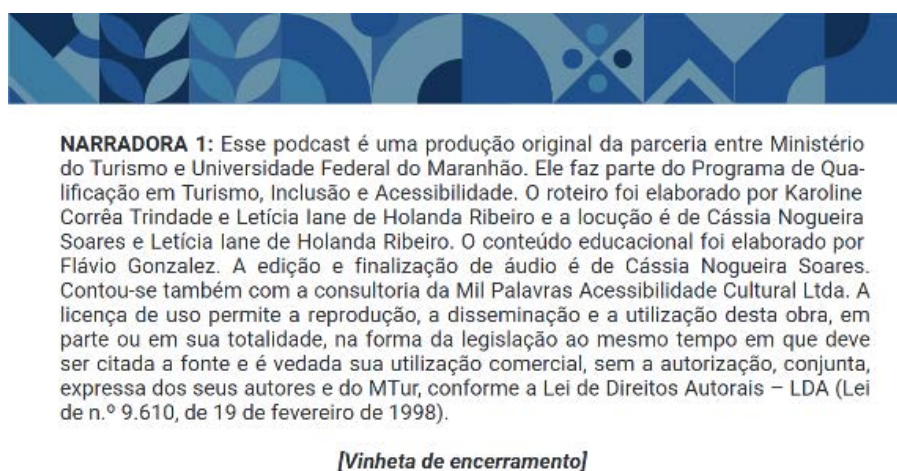 NARRADORA 1: Esse podcast é uma produção original da parceria entre Ministério
do Turismo e Universidade Federal do Maranhão. Ele faz parte do Programa de Qua-
lificação em Turismo, Inclusão e Acessibilidade. O roteiro foi elaborado por Karoline
Corrêa Trindade e Letícia Iane de Holanda Ribeiro e a locução é de Cássia Nogueira
Soares e Letícia Iane de Holanda Ribeiro. O conteúdo educacional foi elaborado por
Flávio Gonzalez. A edição e finalização de áudio é de Cássia Nogueira Soares.
Contou-se também com a consultoria da Mil Palavras Acessibilidade Cultural Ltda. A
licença de uso permite a reprodução, a disseminação e a utilização desta obra, em
parte ou em sua totalidade, na forma da legislação ao mesmo tempo em que deve
ser citada a fonte e é vedada sua utilização comercial, sem a autorização, conjunta,
expressa dos seus autores e do MTur, conforme a Lei de Direitos Autorais – LDA (Lei
de n.º 9.610, de 19 de fevereiro de 1998).
[Vinheta de encerramento]